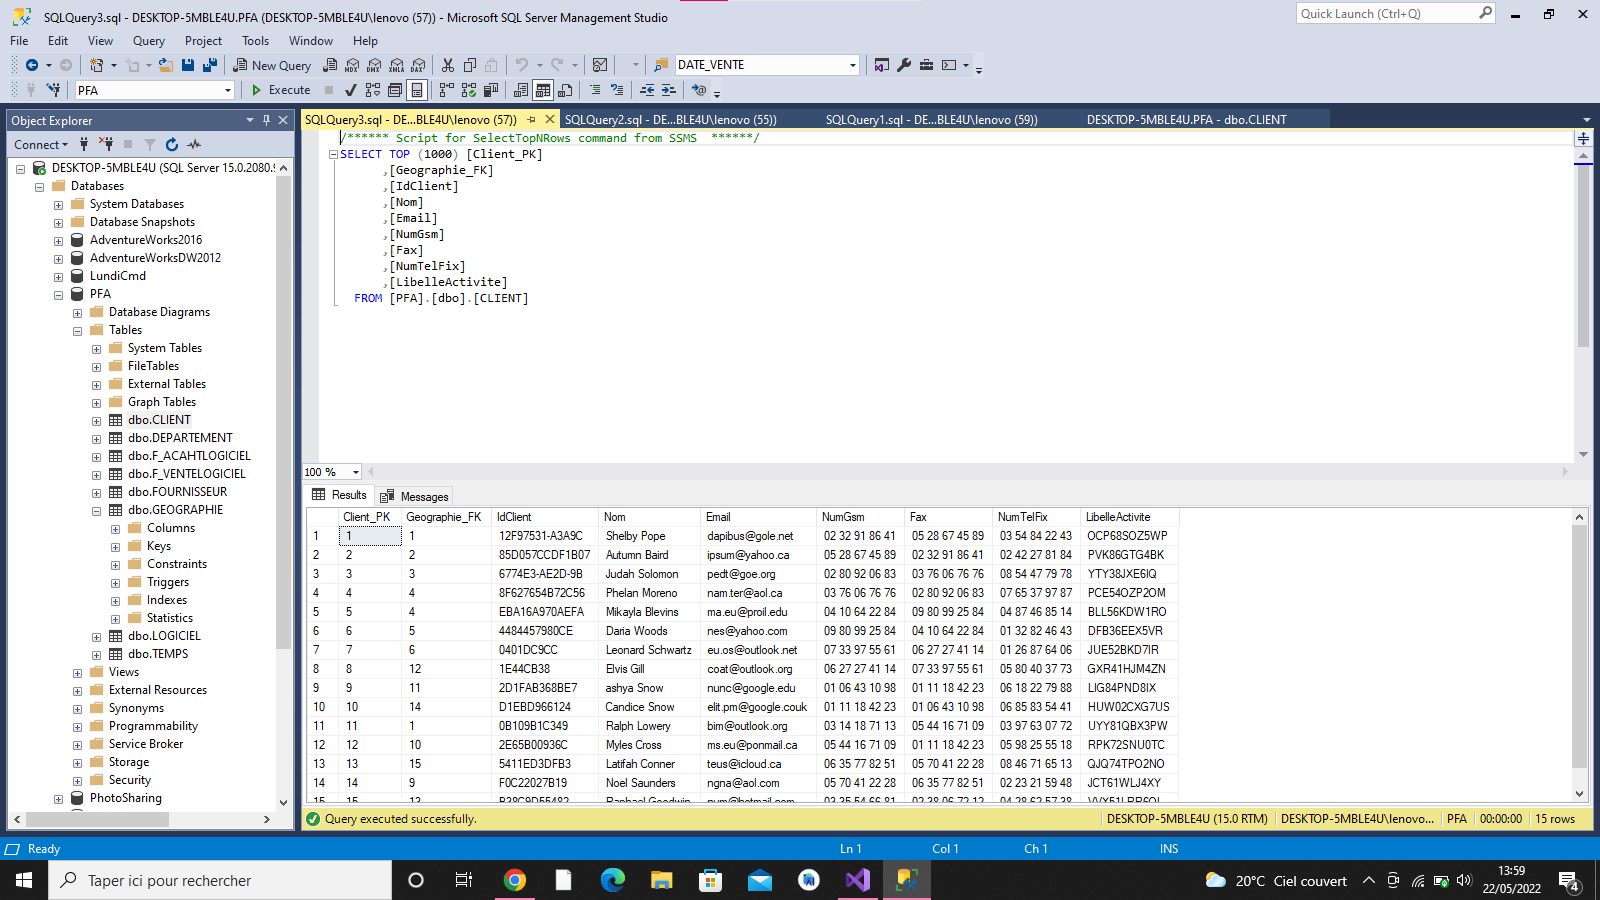 SQLQuery3.sql - DESKTOP-5MBLE4U.PFA (DESKTOP-5MBLE4U\lenovo (57)) - Microsoft SQL Server Management Studio
Quick Launch (Ctrl+Q)
File Edit View Query Project Tools Window Help
New Query MDX DMX XMLA DAX DATE_VENTE
PFA Execute
Object Explorer
Connect
DESKTOP-5MBLE4U (SQL Server 15.0.2080.9
Databases
System Databases
Database Snapshots
AdventureWorks2016
AdventureWorksDW2012
LundiCmd
PFA
Database Diagrams
Tables
System Tables
FileTables
External Tables
Graph Tables
dbo.CLIENT
dbo.DEPARTEMENT
dbo.F_ACAHTLOGICIEL
dbo.F_VENTELOGICIEL
dbo.FOURNISSEUR
dbo.GEOGRAPHIE
Columns
Keys
Constraints
Triggers
Indexes
Statistics
dbo.LOGICIEL
dbo.TEMPS
Views
External Resources
Synonyms
Programmability
Service Broker
Storage
Security
PhotoSharing
SQLQuery3.sql - DE...BLE4U\lenovo (57)) SQLQuery2.sql - DE...BLE4U\lenovo (55)) SQLQuery1.sql - DE...BLE4U\lenovo (59)) DESKTOP-5MBLE4U.PFA - dbo.CLIENT
/****** Script for SelectTopNRows command from SSMS ******/
SELECT TOP (1000) [Client_PK]
,[Geographie_FK]
,[IdClient]
,[Nom]
,[Email]
,[NumGsm]
,[Fax]
,[NumTelFix]
,[LibelleActivite]
FROM [PFA].[dbo].[CLIENT]
100 %
Results Messages
Client_PK Geographie_FK IdClient Nom Email NumGsm Fax NumTelFix LibelleActivite
1 1 1 12F97531-A3A9C Shelby Pope dapibus@gole.net 02 32 91 86 41 05 28 67 45 89 03 54 84 22 43 OCP68SOZ5WP
2 2 2 85D057CCDF1B07 Autumn Baird ipsum@yahoo.ca 05 28 67 45 89 02 32 91 86 41 02 42 27 81 84 PVK86GTG4BK
3 3 3 6774E3-AE2D-9B Judah Solomon pedt@goe.org 02 80 92 06 83 03 76 06 76 76 08 54 47 79 78 YTY38JXE6IQ
4 4 4 8F627654B72C56 Phelan Moreno nam.ter@aol.ca 03 76 06 76 76 02 80 92 06 83 07 65 37 97 87 PCE54OZP2OM
5 5 4 EBA16A970AEFA Mikayla Blevins ma.eu@proil.edu 04 10 64 22 84 09 80 99 25 84 04 87 46 85 14 BLL56KDW1RO
6 6 5 4484457980CE Daria Woods nes@yahoo.com 09 80 99 25 84 04 10 64 22 84 01 32 82 46 43 DFB36EEX5VR
7 7 6 0401DC9CC Leonard Schwartz eu.os@outlook.net 07 33 97 55 61 06 27 27 41 14 01 26 87 64 06 JUE52BKD7IR
8 8 12 1E44CB38 Elvis Gill coat@outlook.org 06 27 27 41 14 07 33 97 55 61 05 80 40 37 73 GXR41HJM4ZN
9 9 11 2D1FAB368BE7 ashya Snow nunc@google.edu 01 06 43 10 98 01 11 18 42 23 06 18 22 79 88 LIG84PND8IX
10 10 14 D1EBD966124 Candice Snow elit.pm@google.couk 01 11 18 42 23 01 06 43 10 98 06 85 83 54 41 HUW02CXG7US
11 11 1 0B109B1C349 Ralph Lowery bim@outlook.org 03 14 18 71 13 05 44 16 71 09 03 97 63 07 72 UYY81QBX3PW
12 12 10 2E65B00936C Myles Cross ms.eu@ponmail.ca 05 44 16 71 09 01 11 18 42 23 05 98 25 55 18 RPK72SNU0TC
13 13 15 5411ED3DFB3 Latifah Conner teus@icloud.ca 06 35 77 82 51 05 70 41 22 28 08 46 71 65 13 QJQ74TPO2NO
14 14 9 F0C22027B19 Noel Saunders ngna@aol.com 05 70 41 22 28 06 35 77 82 51 02 23 21 59 48 JCT61WLJ4XY
15 15 13 Raphael Goodwin
Query executed successfully. DESKTOP-5MBLE4U (15.0 RTM) DESKTOP-5MBLE4U\lenovo... PFA 00:00:00 15 rows
Ready Ln 1 Col 1 Ch 1 INS
Taper ici pour rechercher 20°C Ciel couvert 13:59
22/05/2022
4